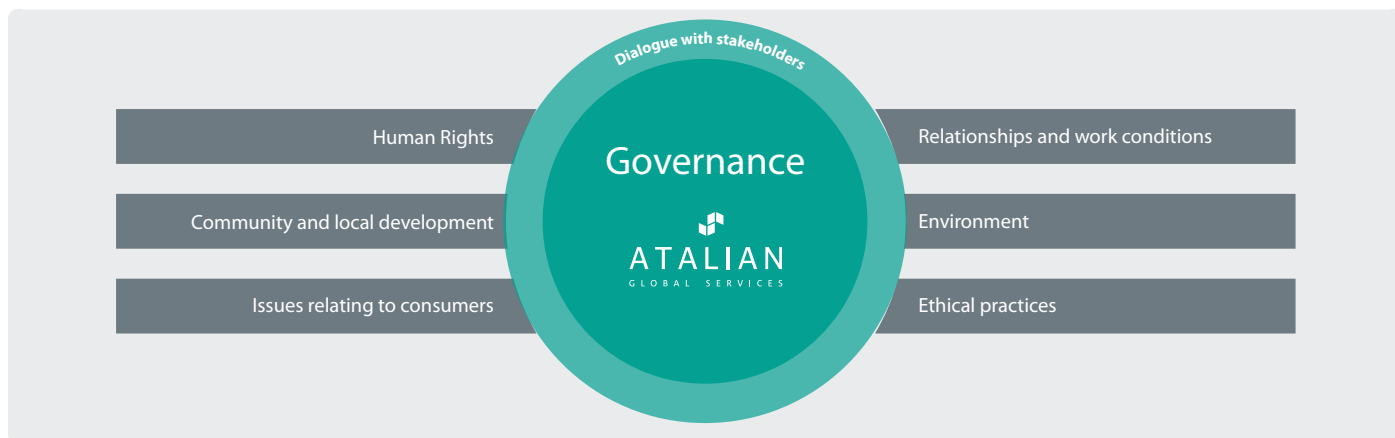 Dialogue with stakeholders
Human Rights
Relationships and work conditions
Governance
Community and local development
Environment
ATALIAN
GLOBAL SERVICES
Issues relating to consumers
Ethical practices